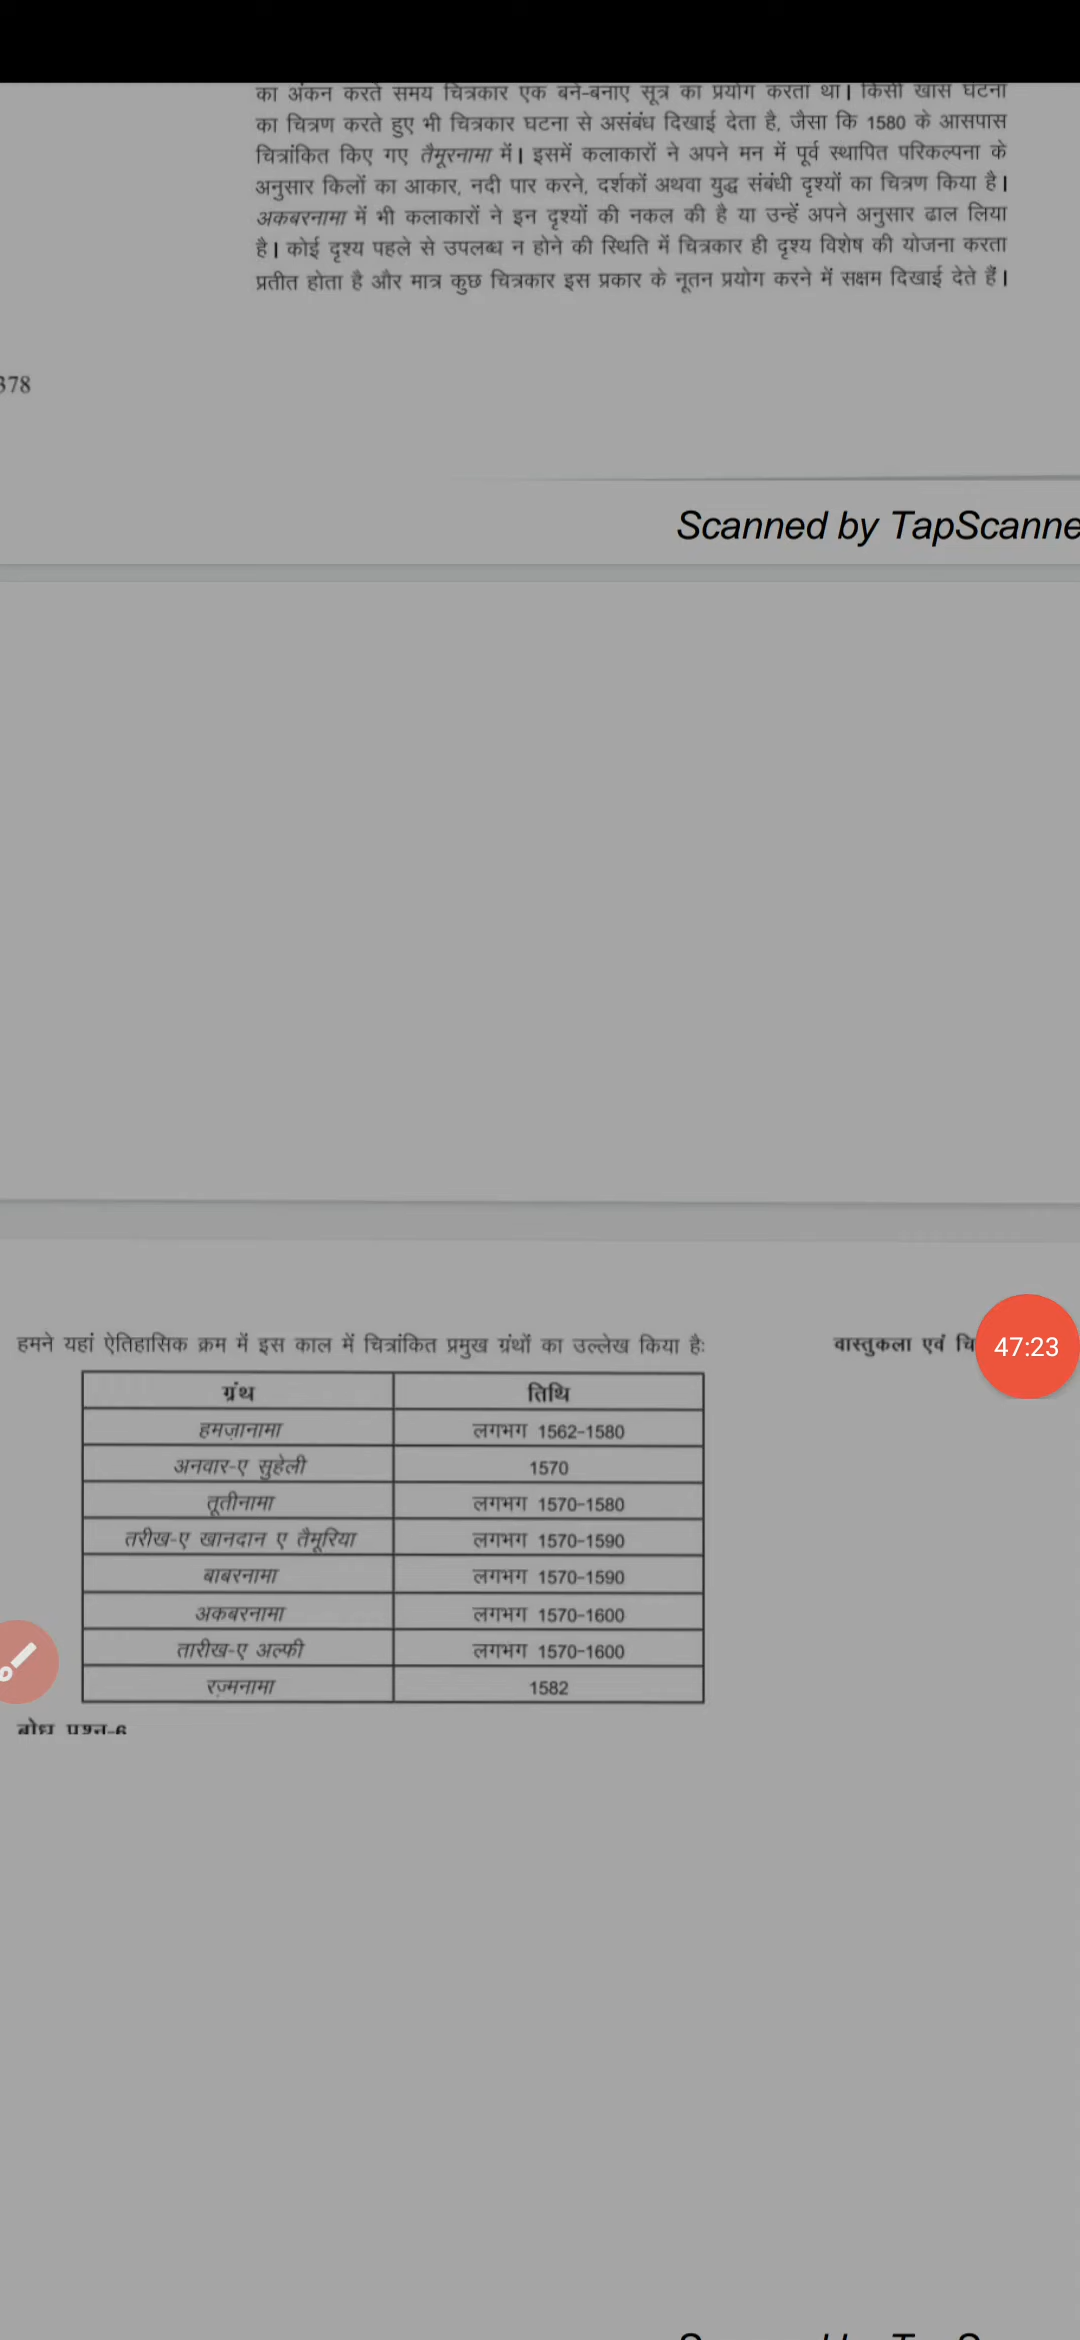 का अंकन करते समय चित्रकार एक बने-बनाए सूत्र का प्रयोग करता था। किसी खास घटना
का चित्रण करते हुए भी चित्रकार घटना से असंबंध दिखाई देता है, जैसा कि 1580 के आसपास
चित्रांकित किए गए तैमूरनामा में। इसमें कलाकारों ने अपने मन में पूर्व स्थापित परिकल्पना के
अनुसार किलों का आकार, नदी पार करने, दर्शकों अथवा युद्ध संबंधी दृश्यों का चित्रण किया है।
अकबरनामा में भी कलाकारों ने इन दृश्यों की नकल की है या उन्हें अपने अनुसार ढाल लिया
है। कोई दृश्य पहले से उपलब्ध न होने की स्थिति में चित्रकार ही दृश्य विशेष की योजना करता
प्रतीत होता है और मात्र कुछ चित्रकार इस प्रकार के नूतन प्रयोग करने में सक्षम दिखाई देते हैं।
378
Scanned by TapScanne
हमने यहां ऐतिहासिक क्रम में इस काल में चित्रांकित प्रमुख ग्रंथों का उल्लेख किया है:
वास्तुकला एवं चि
47:23
ग्रंथ तिथि
हमज़ानामा लगभग 1562-1580
अनवार-ए सुहेली 1570
तूतीनामा लगभग 1570-1580
तरीख-ए खानदान ए तैमूरिया लगभग 1570-1590
बाबरनामा लगभग 1570-1590
अकबरनामा लगभग 1570-1600
तारीख-ए अल्फी लगभग 1570-1600
रज़्मनामा 1582
बोध प्रश्न-6